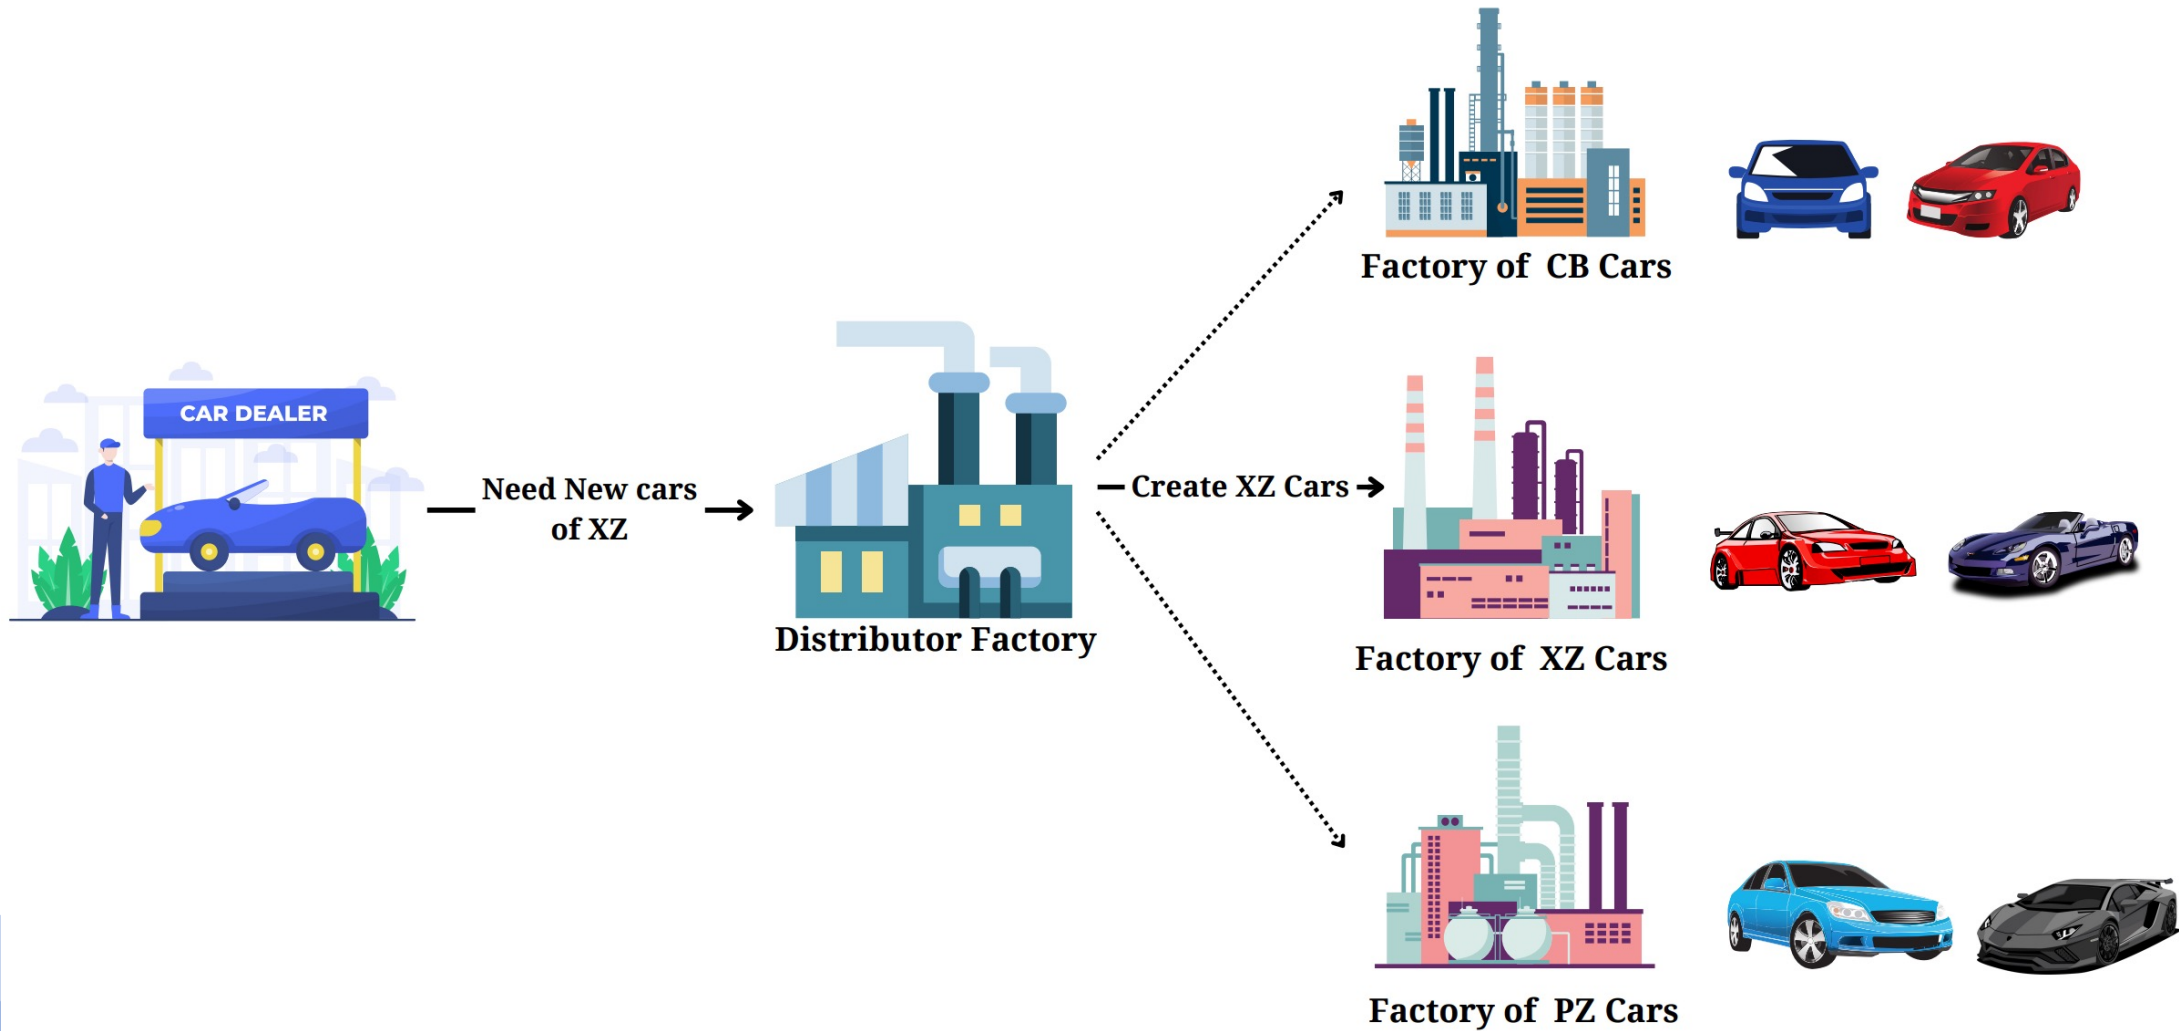 CAR DEALER
Need New cars
of XZ
Distributor Factory
Create XZ Cars
Factory of  CB Cars
Factory of  XZ Cars
Factory of  PZ Cars